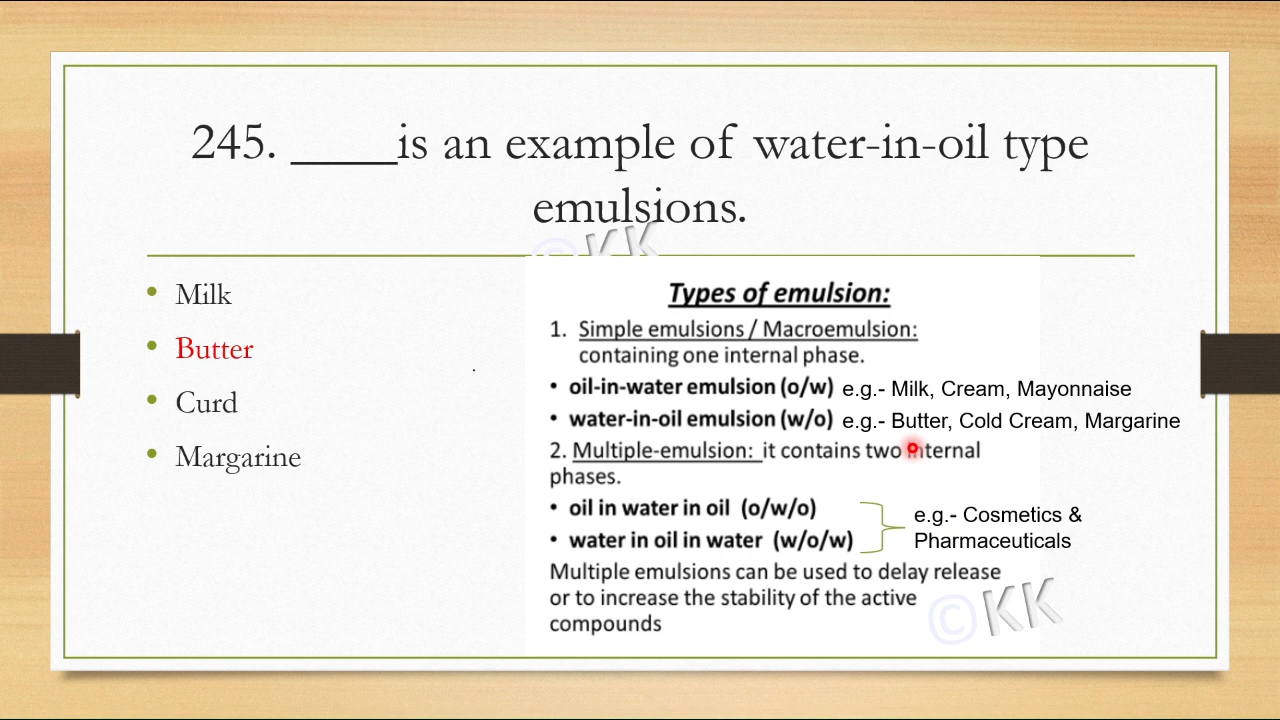 245. ____is an example of water-in-oil type
emulsions.
©KK
• Milk
• Butter
• Curd
• Margarine
Types of emulsion:
1. Simple emulsions / Macroemulsion:
containing one internal phase.
• oil-in-water emulsion (o/w) e.g.- Milk, Cream, Mayonnaise
• water-in-oil emulsion (w/o) e.g.- Butter, Cold Cream, Margarine
2. Multiple-emulsion: it contains two internal
phases.
• oil in water in oil (o/w/o)
• water in oil in water (w/o/w)
e.g.- Cosmetics &
Pharmaceuticals
Multiple emulsions can be used to delay release
or to increase the stability of the active
compounds
©KK